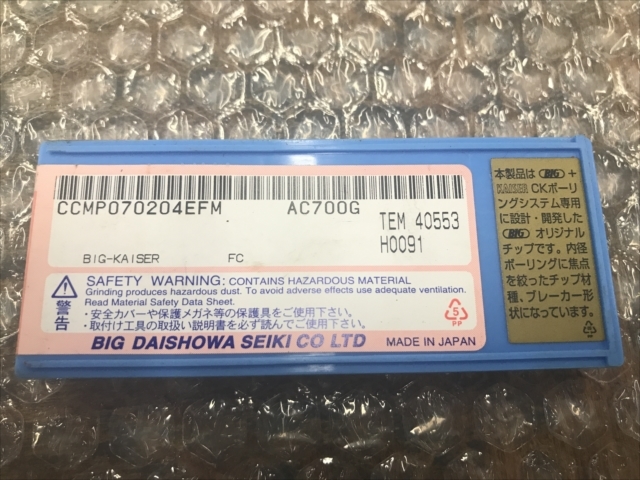 CCMP070204EFM AC700G
TEM 40553
H0091
BIG-KAISER FC
SAFETY WARNING: CONTAINS HAZARDOUS MATERIAL
Grinding produces hazardous dust. To avoid adverse effects use adequate ventilation.
Read Material Safety Data Sheet.
警告
・安全カバーや保護メガネ等の保護具をご使用下さい。
・取付け工具の取扱い説明書を必ず読んでご使用下さい。
BIG DAISHOWA SEIKI CO LTD MADE IN JAPAN
5
PP
本製品は BIG +
KAISER CKボーリ
ングシステム専用
に設計・開発した
BIG オリジナル
チップです。内径
ボーリングに焦点
を絞ったチップ材
種、ブレーカー形
状になっています。